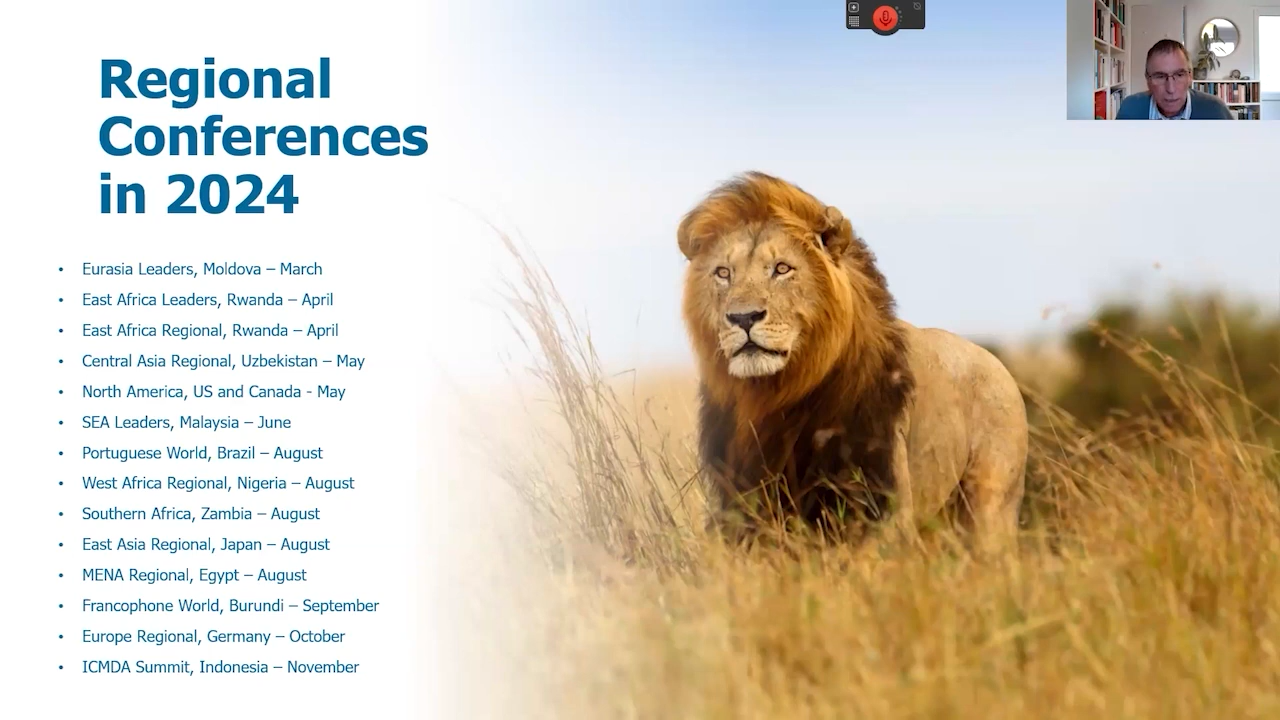 Regional
Conferences
in 2024
• Eurasia Leaders, Moldova – March
• East Africa Leaders, Rwanda – April
• East Africa Regional, Rwanda – April
• Central Asia Regional, Uzbekistan – May
• North America, US and Canada - May
• SEA Leaders, Malaysia – June
• Portuguese World, Brazil – August
• West Africa Regional, Nigeria – August
• Southern Africa, Zambia – August
• East Asia Regional, Japan – August
• MENA Regional, Egypt – August
• Francophone World, Burundi – September
• Europe Regional, Germany – October
• ICMDA Summit, Indonesia – November